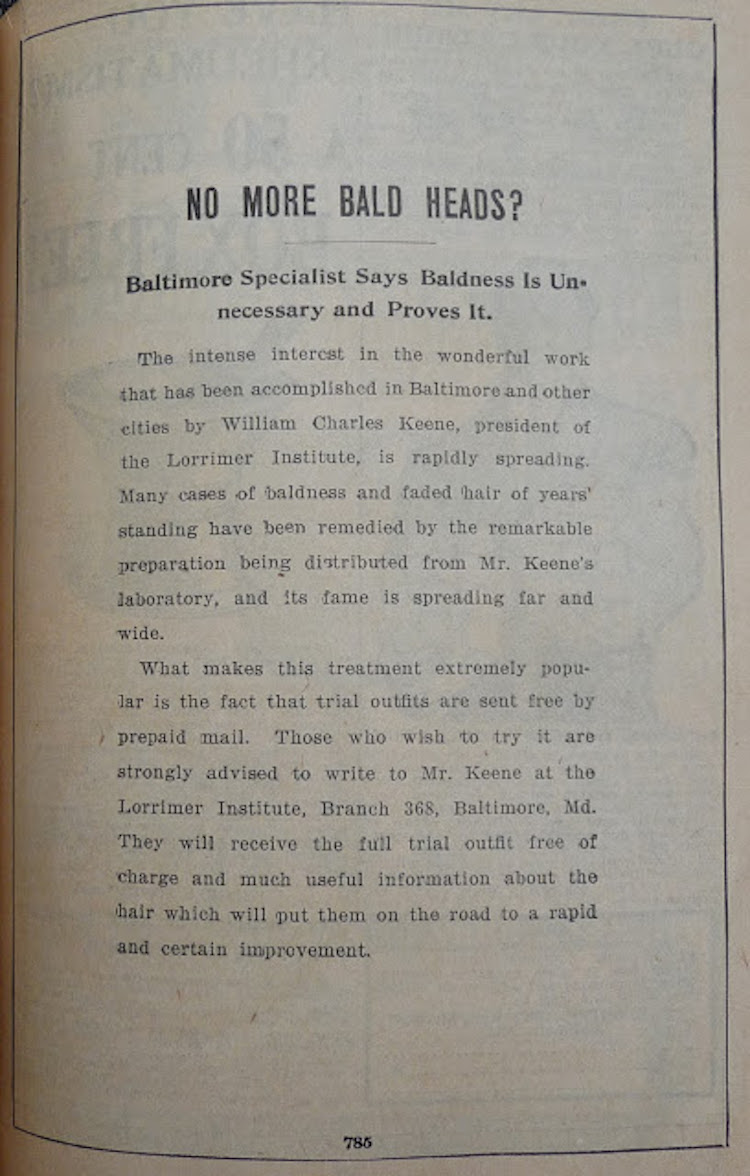 NO MORE BALD HEADS?
Baltimore Specialist Says Baldness Is Un-
necessary and Proves It.
The intense interest in the wonderful work
that has been accomplished in Baltimore and other
cities by William Charles Keene, president of
the Lorrimer Institute, is rapidly spreading.
Many cases of baldness and faded hair of years'
standing have been remedied by the remarkable
preparation being distributed from Mr. Keene's
laboratory, and its fame is spreading far and
wide.
What makes this treatment extremely popu-
lar is the fact that trial outfits are sent free by
prepaid mail. Those who wish to try it are
strongly advised to write to Mr. Keene at the
Lorrimer Institute, Branch 368, Baltimore, Md.
They will receive the full trial outfit free of
charge and much useful information about the
hair which will put them on the road to a rapid
and certain improvement.
785